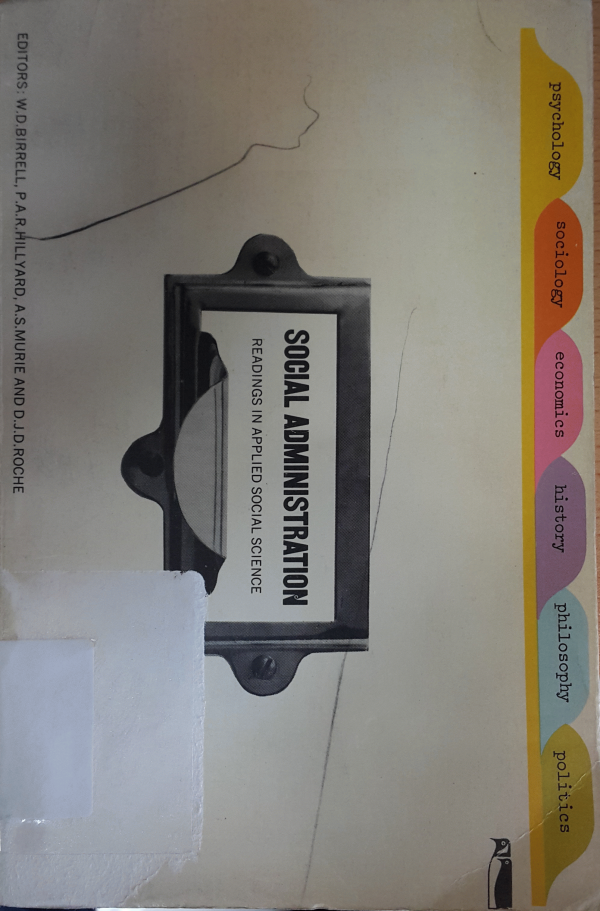 psychology
sociology
economics
history
philosophy
politics
SOCIAL ADMINISTRATION
READINGS IN APPLIED SOCIAL SCIENCE
EDITORS: W.D.BIRRELL, P.A.R.HILLYARD, A.S.MURIE AND D.J.D.ROCHE